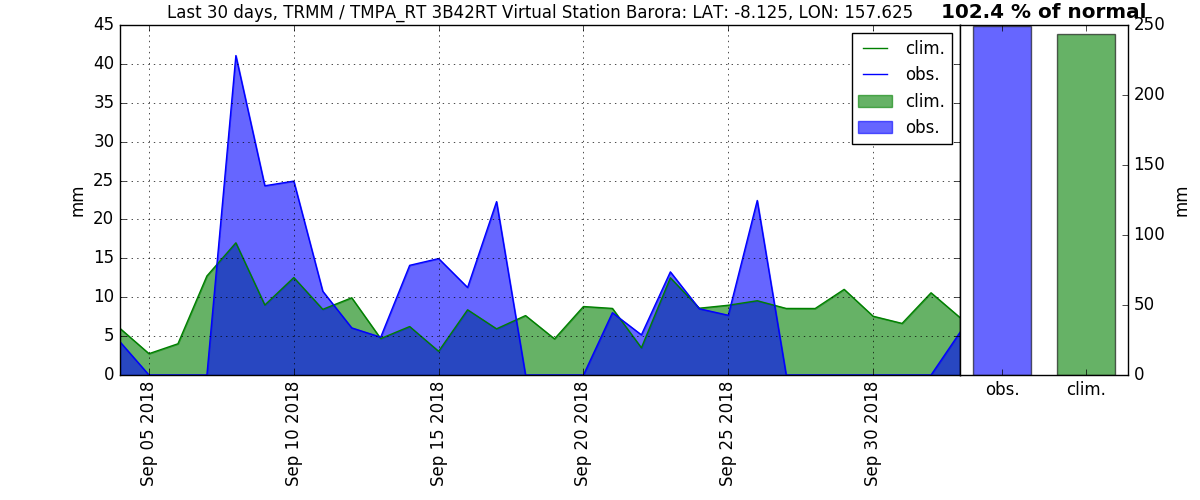 Last 30 days, TRMM / TMPA_RT 3B42RT Virtual Station Barora: LAT: -8.125, LON: 157.625
102.4 % of normal
45
40
35
30
25
20
15
10
5
0
mm
clim.
obs.
clim.
obs.
250
200
150
100
50
0
mm
obs.
clim.
Sep 05 2018
Sep 10 2018
Sep 15 2018
Sep 20 2018
Sep 25 2018
Sep 30 2018